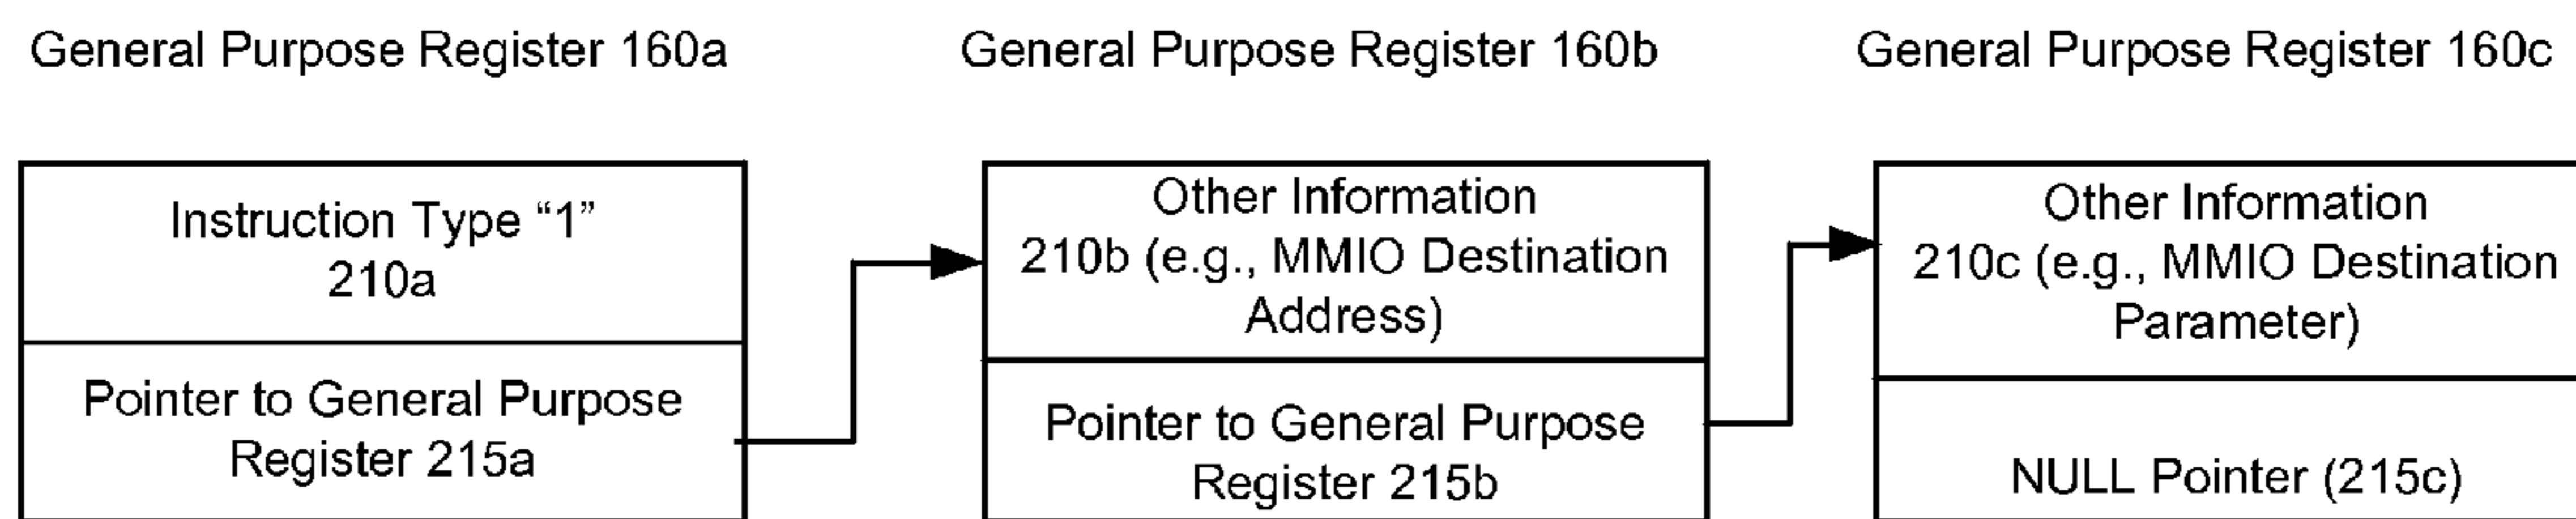 General Purpose Register 160a
General Purpose Register 160b
General Purpose Register 160c
Instruction Type “1”
210a
Pointer to General Purpose
Register 215a
Other Information
210b (e.g., MMIO Destination
Address)
Pointer to General Purpose
Register 215b
Other Information
210c (e.g., MMIO Destination
Parameter)
NULL Pointer (215c)